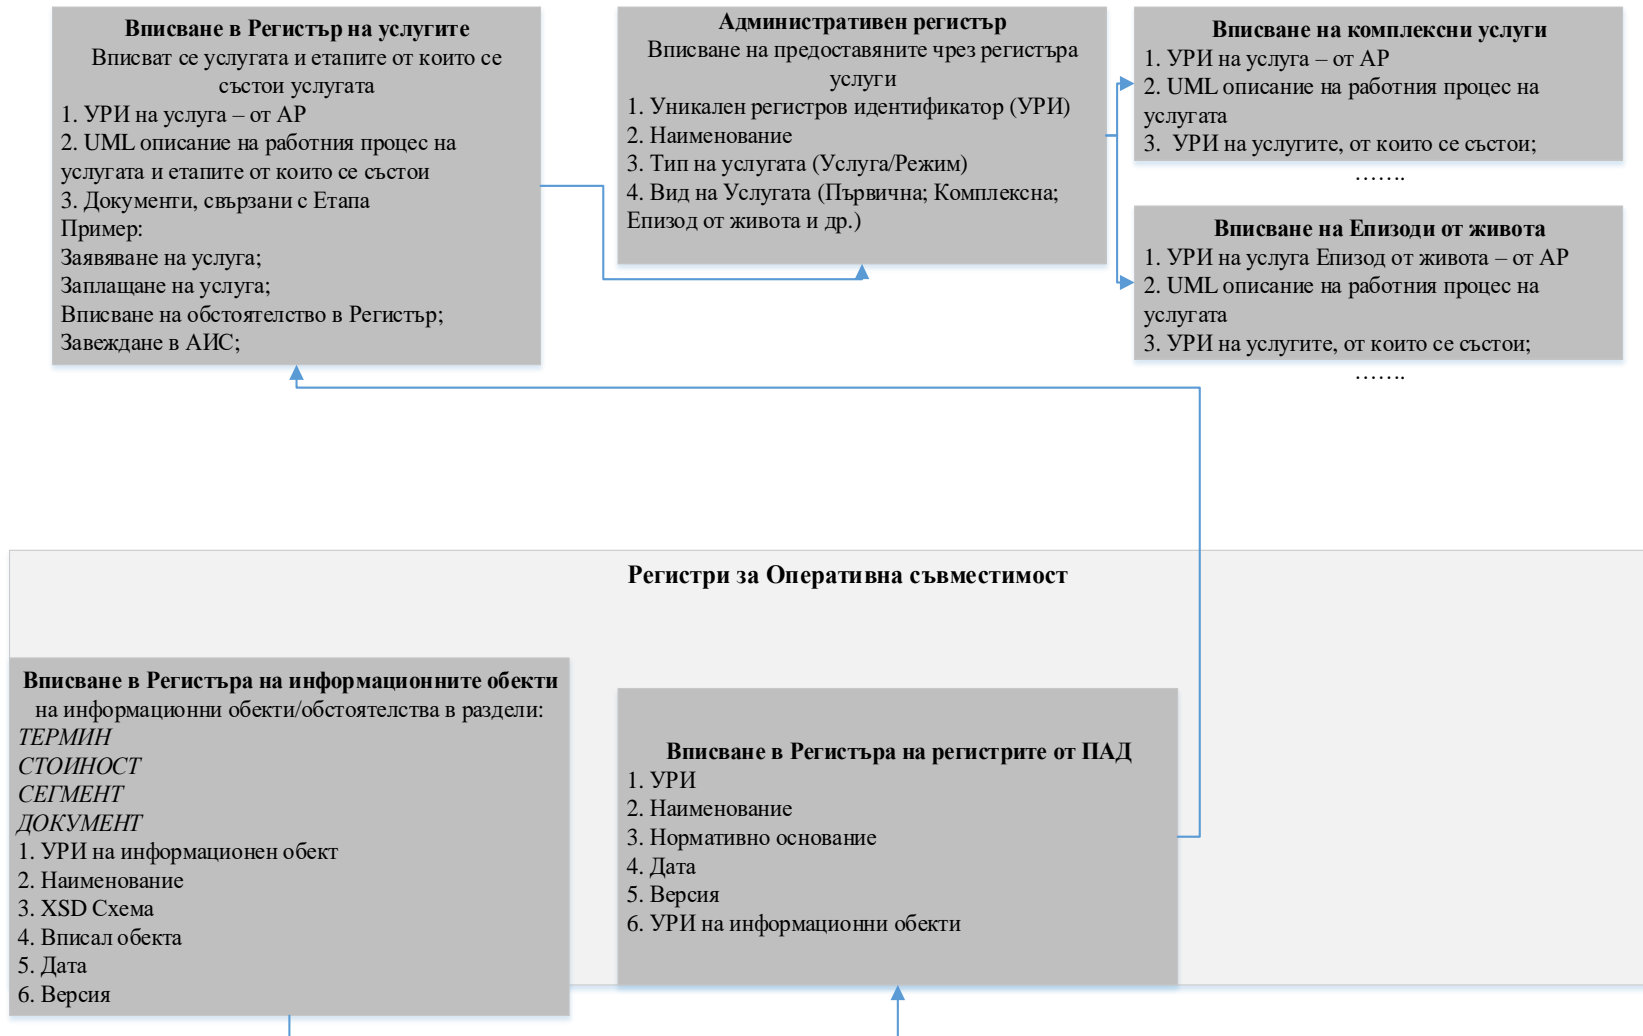 Вписване в Регистър на услугите
Вписват се услугата и етапите от които се
състои услугата
1. УРИ на услуга – от АР
2. UML описание на работния процес на
услугата и етапите от които се състои
3. Документи, свързани с Етапа
Пример:
Заявяване на услуга;
Заплащане на услуга;
Вписване на обстоятелство в Регистър;
Завеждане в АИС;
Административен регистър
Вписване на предоставяните чрез регистъра
услуги
1. Уникален регистров идентификатор (УРИ)
2. Наименование
3. Тип на услугата (Услуга/Режим)
4. Вид на Услугата (Първична; Комплексна;
Епизод от живота и др.)
Вписване на комплексни услуги
1. УРИ на услуга – от АР
2. UML описание на работния процес на
услугата
3. УРИ на услугите, от които се състои;
…….
Вписване на Епизоди от живота
1. УРИ на услуга Епизод от живота – от АР
2. UML описание на работния процес на
услугата
3. УРИ на услугите, от които се състои;
…….
Регистри за Оперативна съвместимост
Вписване в Регистъра на информационните обекти
на информационни обекти/обстоятелства в раздели:
ТЕРМИН
СТОИНОСТ
СЕГМЕНТ
ДОКУМЕНТ
1. УРИ на информационен обект
2. Наименование
3. XSD Схема
4. Вписал обекта
5. Дата
6. Версия
Вписване в Регистъра на регистрите от ПАД
1. УРИ
2. Наименование
3. Нормативно основание
4. Дата
5. Версия
6. УРИ на информационни обекти